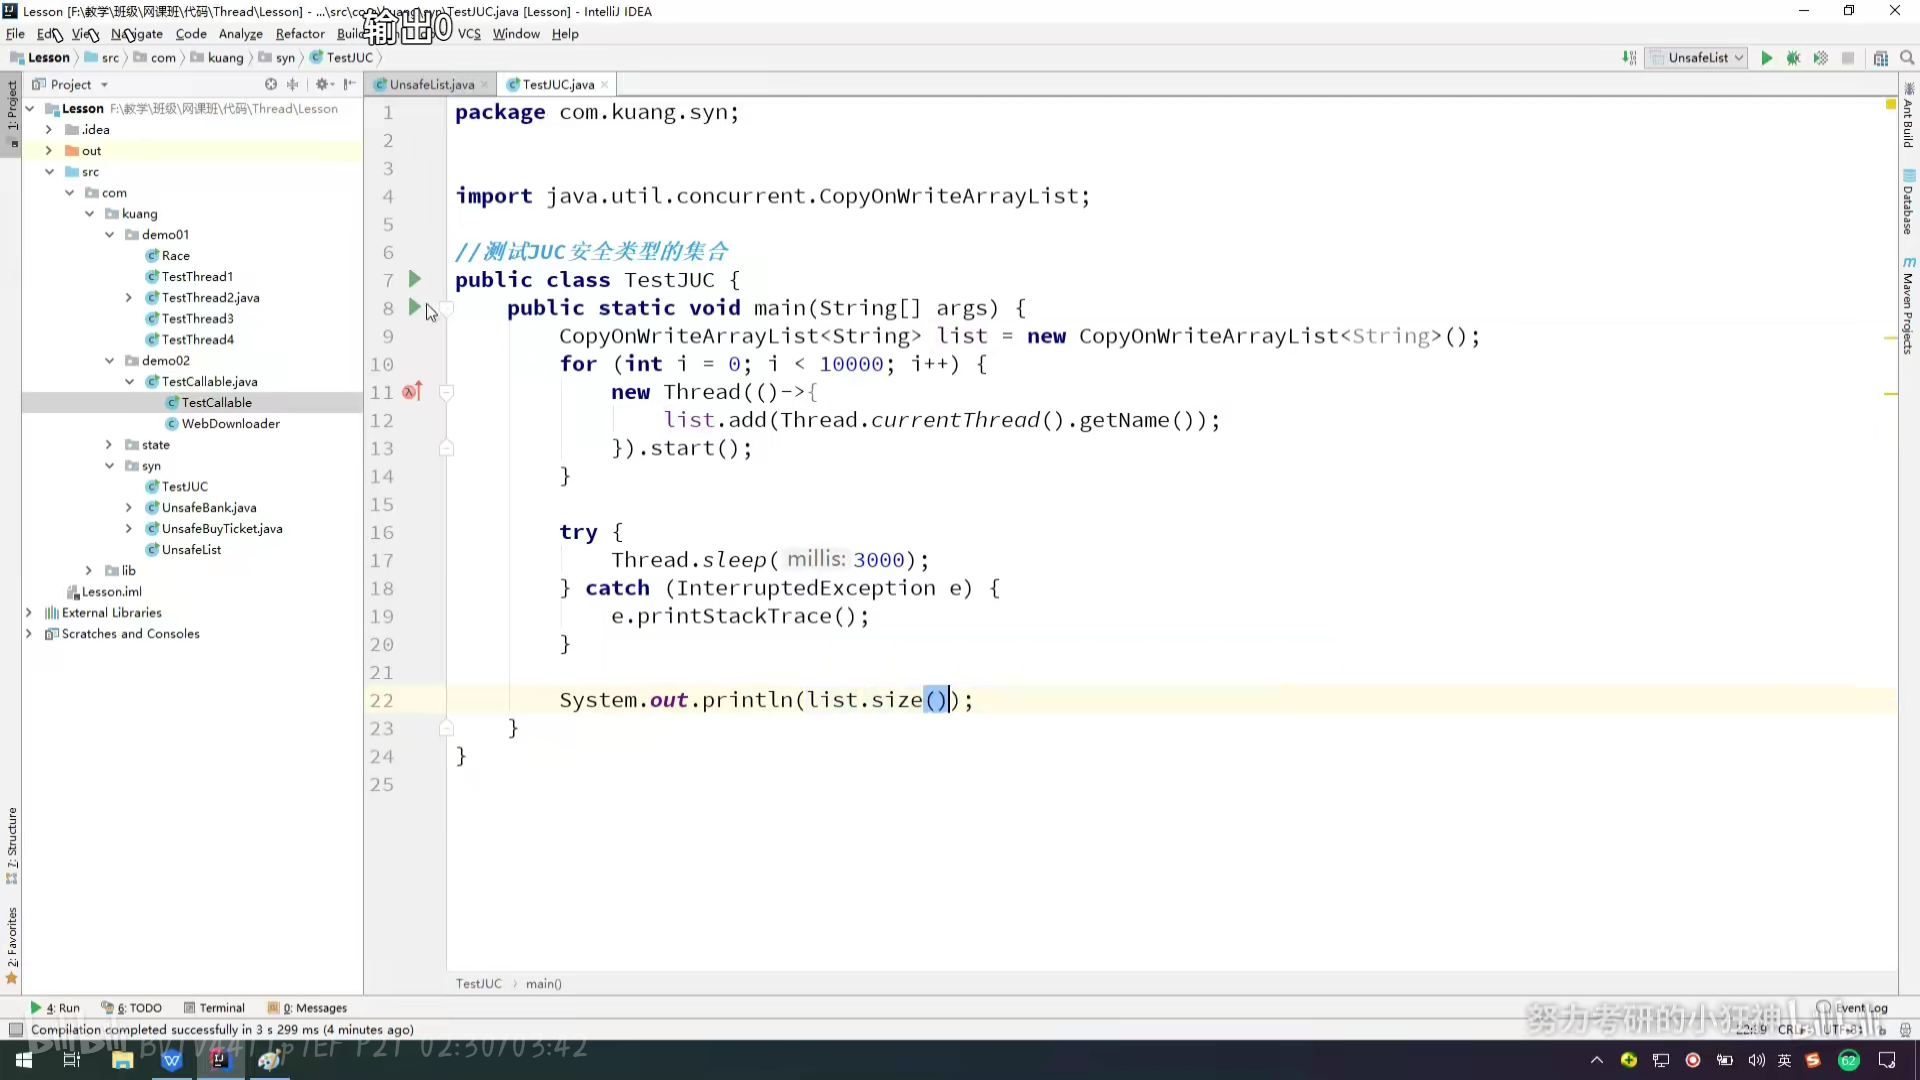 Lesson [F:\教学\班级\网课班\代码\Thread\Lesson] - ...\src\com\kuang\syn\TestJUC.java [Lesson] - IntelliJ IDEA
输出0
File Edit View Navigate Code Analyze Refactor Build VCS Window Help
Lesson src com kuang syn TestJUC UnsafeList
Project UnsafeList.java TestJUC.java
1: Project
Lesson F:\教学\班级\网课班\代码\Thread\Lesson
.idea
out
src
com
kuang
demo01
Race
TestThread1
TestThread2.java
TestThread3
TestThread4
demo02
TestCallable.java
TestCallable
WebDownloader
state
syn
TestJUC
UnsafeBank.java
UnsafeBuyTicket.java
UnsafeList
lib
Lesson.iml
External Libraries
Scratches and Consoles
7: Structure
2: Favorites
1 package com.kuang.syn;
2
3
4 import java.util.concurrent.CopyOnWriteArrayList;
5
6 //测试JUC安全类型的集合
7 public class TestJUC {
8 public static void main(String[] args) {
9 CopyOnWriteArrayList<String> list = new CopyOnWriteArrayList<String>();
10 for (int i = 0; i < 10000; i++) {
11 new Thread(()->{
12 list.add(Thread.currentThread().getName());
13 }).start();
14 }
15
16 try {
17 Thread.sleep( millis: 3000);
18 } catch (InterruptedException e) {
19 e.printStackTrace();
20 }
21
22 System.out.println(list.size());
23 }
24 }
25
Ant Build
Database
Maven Projects
TestJUC main()
4: Run 6: TODO Terminal 0: Messages Event Log
Compilation completed successfully in 3 s 299 ms (4 minutes ago)
努力考研的小狂神 bilibili
P21 02:30/03:42
英 62